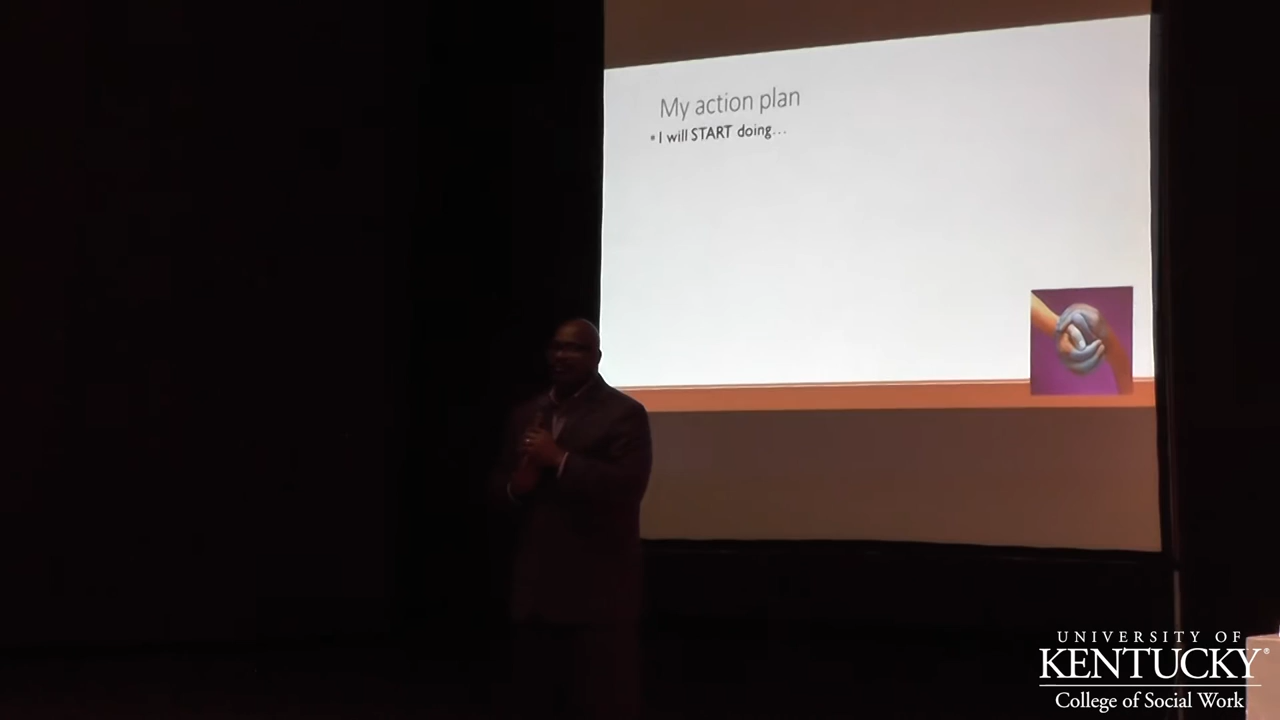 My action plan
• I will START doing…
UNIVERSITY OF
KENTUCKY®
College of Social Work